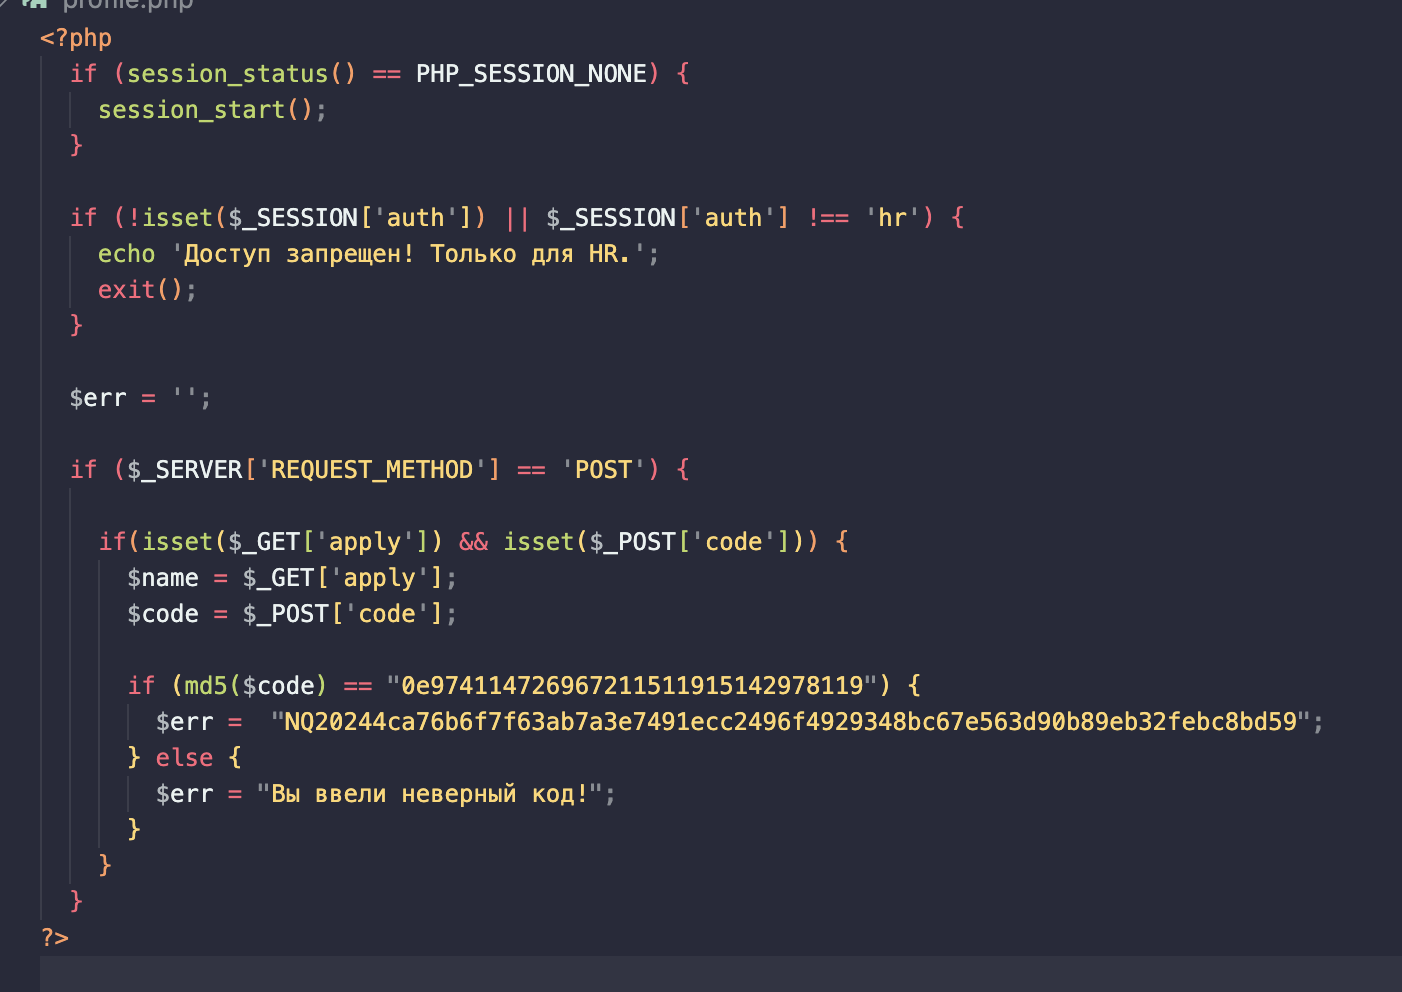 profile.php
<?php
if (session_status() == PHP_SESSION_NONE) {
session_start();
}
if (!isset($_SESSION['auth']) || $_SESSION['auth'] !== 'hr') {
echo 'Доступ запрещен! Только для HR.';
exit();
}
$err = '';
if ($_SERVER['REQUEST_METHOD'] == 'POST') {
if(isset($_GET['apply']) && isset($_POST['code'])) {
$name = $_GET['apply'];
$code = $_POST['code'];
if (md5($code) == "0e974114726967211511915142978119") {
$err =  "NQ20244ca76b6f7f63ab7a3e7491ecc2496f4929348bc67e563d90b89eb32febc8bd59";
} else {
$err = "Вы ввели неверный код!";
}
}
}
?>